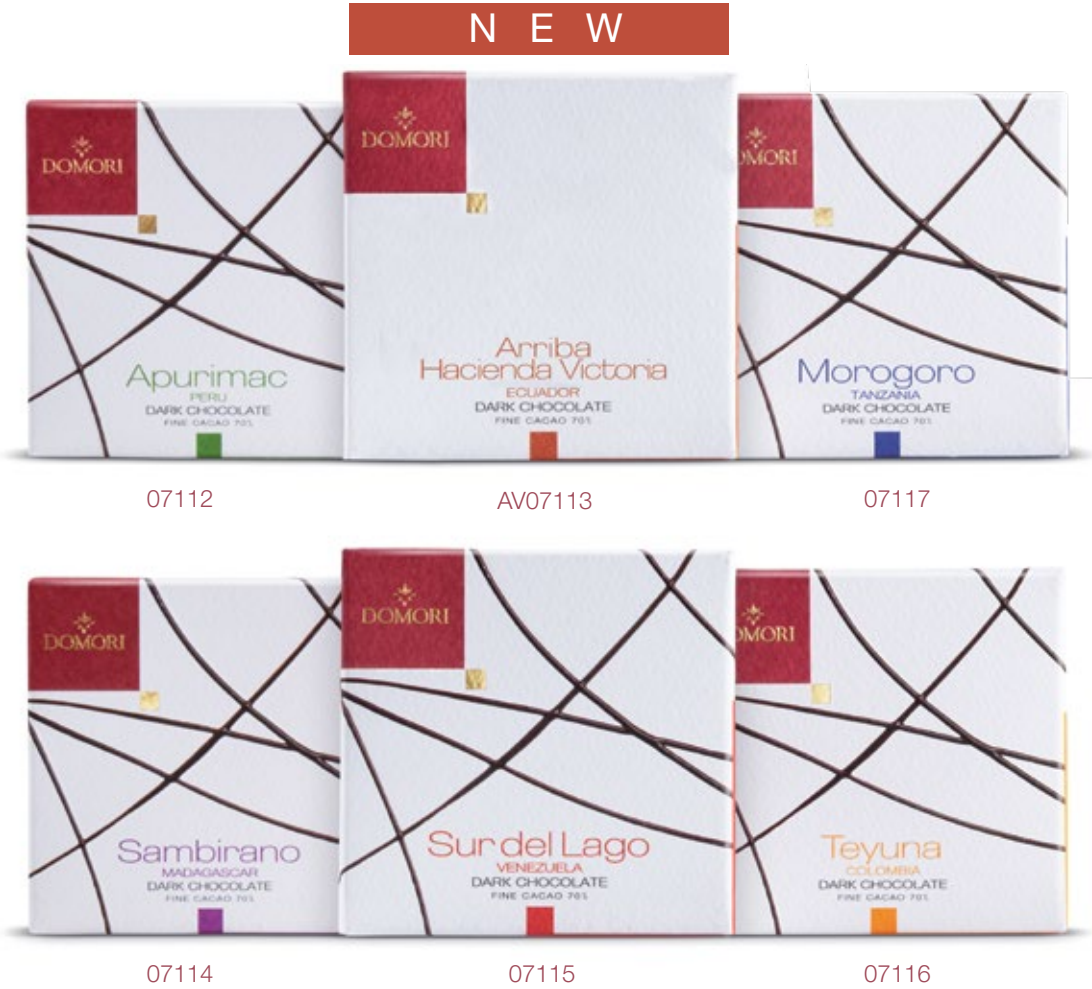 NEW
DOMORI
Apurimac
PERU
DARK CHOCOLATE
FINE CACAO 70%
07112
DOMORI
Arriba
Hacienda Victoria
ECUADOR
DARK CHOCOLATE
FINE CACAO 70%
AV07113
OMORI
Morogoro
TANZANIA
DARK CHOCOLATE
FINE CACAO 70%
07117
DOMORI
Sambirano
MADAGASCAR
DARK CHOCOLATE
FINE CACAO 70%
07114
DOMORI
Sur del Lago
VENEZUELA
DARK CHOCOLATE
FINE CACAO 70%
07115
OMORI
Teyuna
COLOMBIA
DARK CHOCOLATE
FINE CACAO 70%
07116